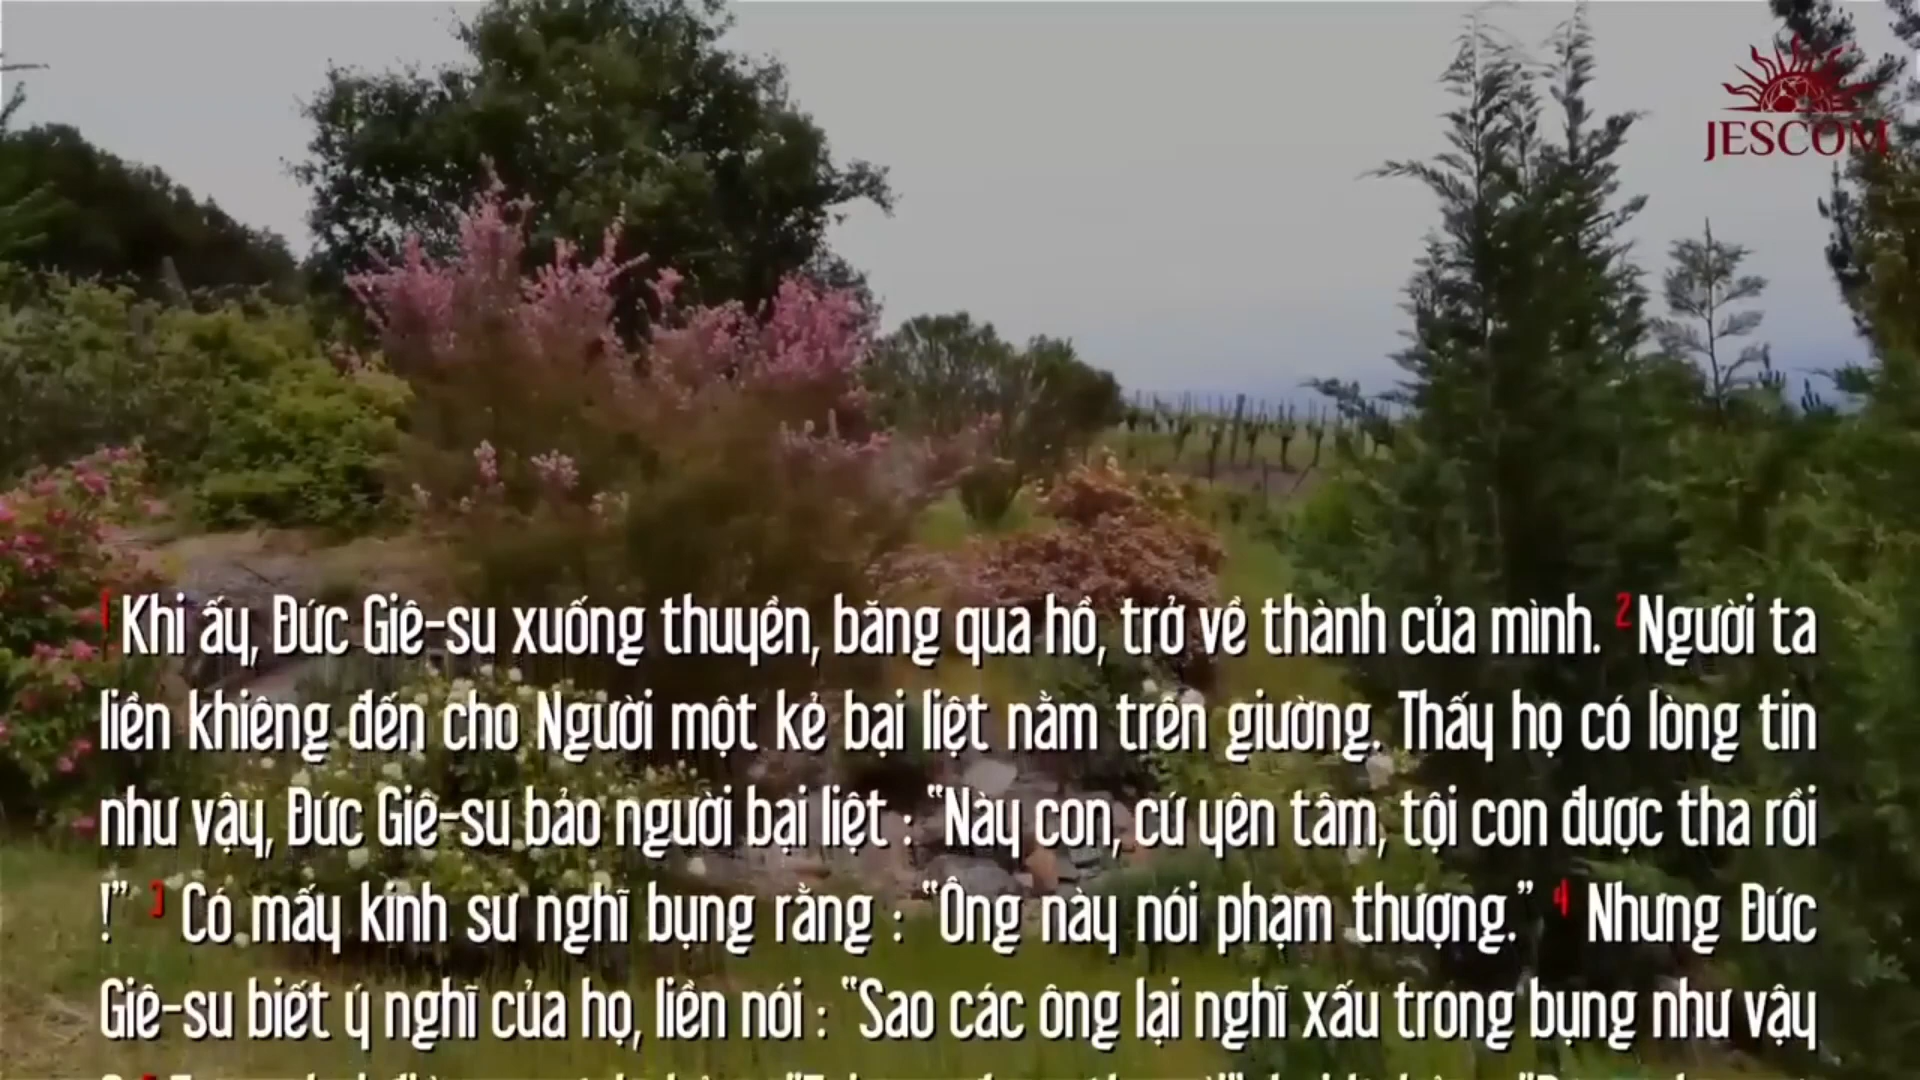 JESCOM
1 Khi ấy, Đức Giê-su xuống thuyền, băng qua hồ, trở về thành của mình. 2 Người ta
liền khiêng đến cho Người một kẻ bại liệt nằm trên giường. Thấy họ có lòng tin
như vậy, Đức Giê-su bảo người bại liệt : “Này con, cứ yên tâm, tội con được tha rồi
!” 3 Có mấy kinh sư nghĩ bụng rằng : “Ông này nói phạm thượng.” 4 Nhưng Đức
Giê-su biết ý nghĩ của họ, liền nói : “Sao các ông lại nghĩ xấu trong bụng như vậy